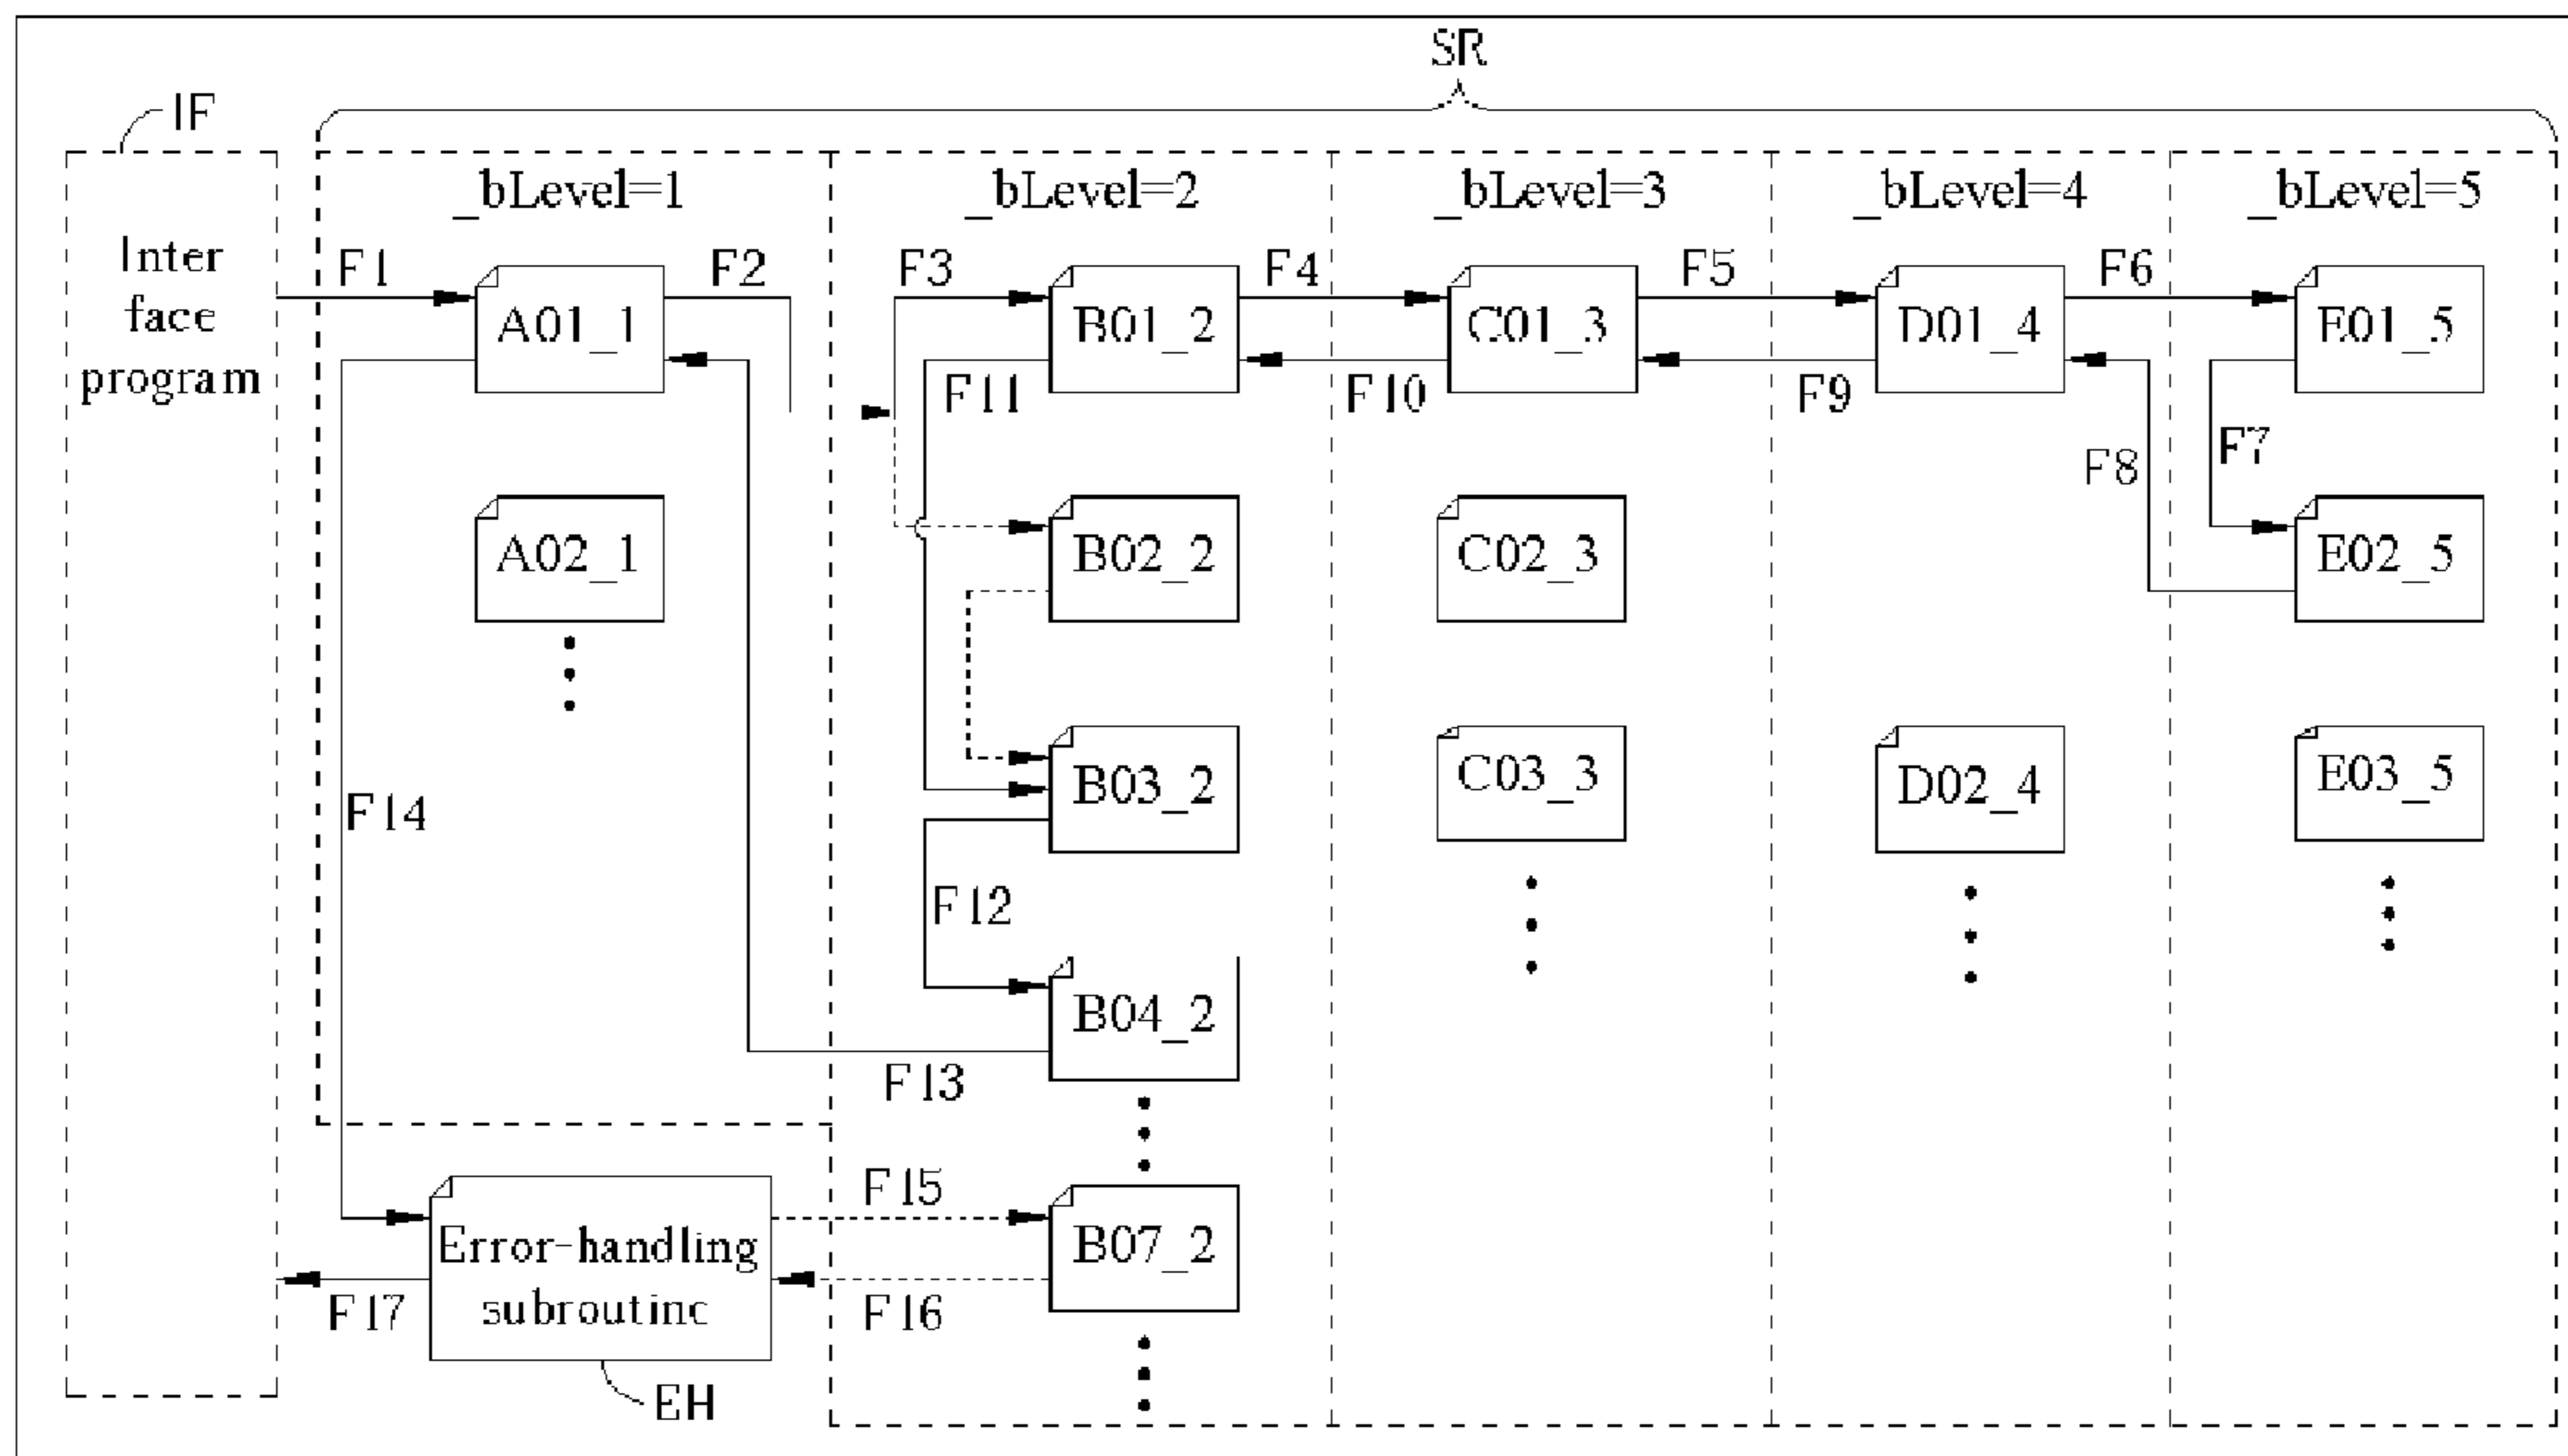 SR
IF
_bLevel=1
_bLevel=2
_bLevel=3
_bLevel=4
_bLevel=5
Inter
face
program
F1
F2
F3
F4
F5
F6
A01_1
B01_2
C01_3
D01_4
E01_5
F11
F10
F9
F8
F7
A02_1
B02_2
C02_3
E02_5
F14
B03_2
C03_3
D02_4
E03_5
F12
B04_2
F13
F15
Error-handling
subroutine
B07_2
F17
F16
EH